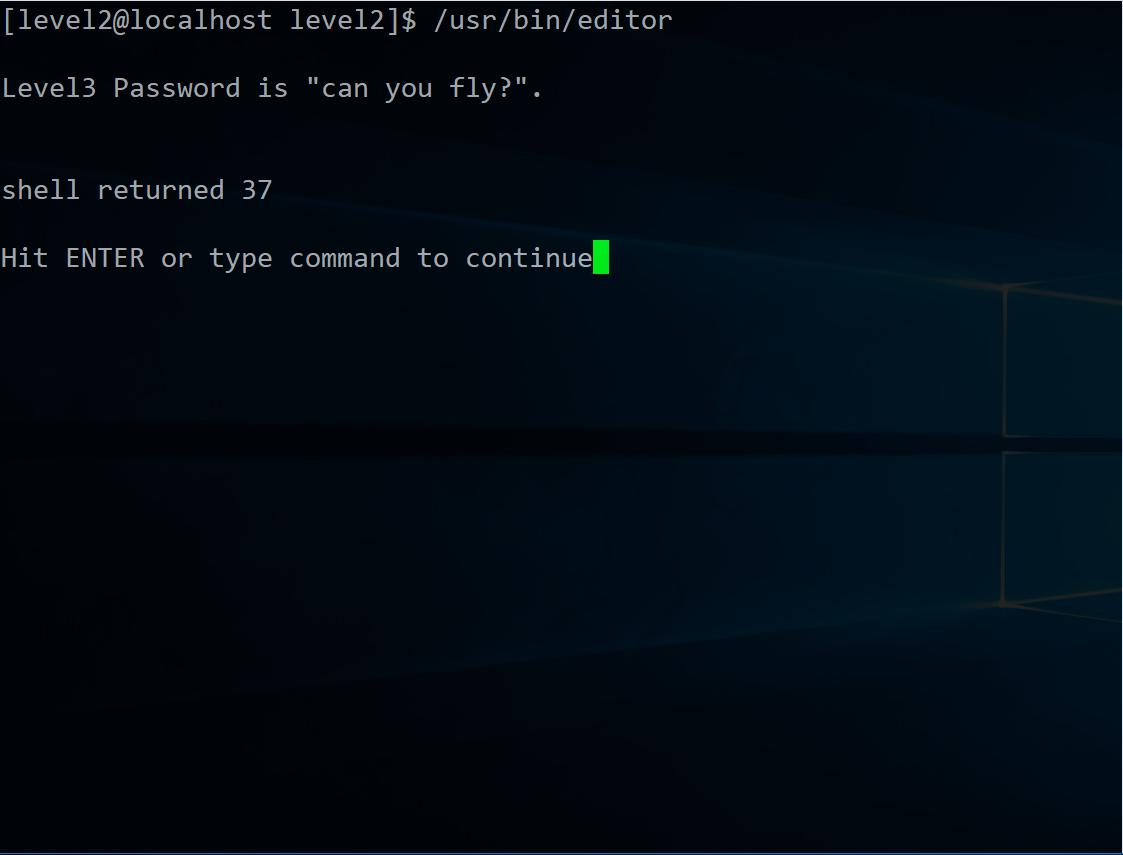 [level2@localhost level2]$ /usr/bin/editor
Level3 Password is "can you fly?".
shell returned 37
Hit ENTER or type command to continue